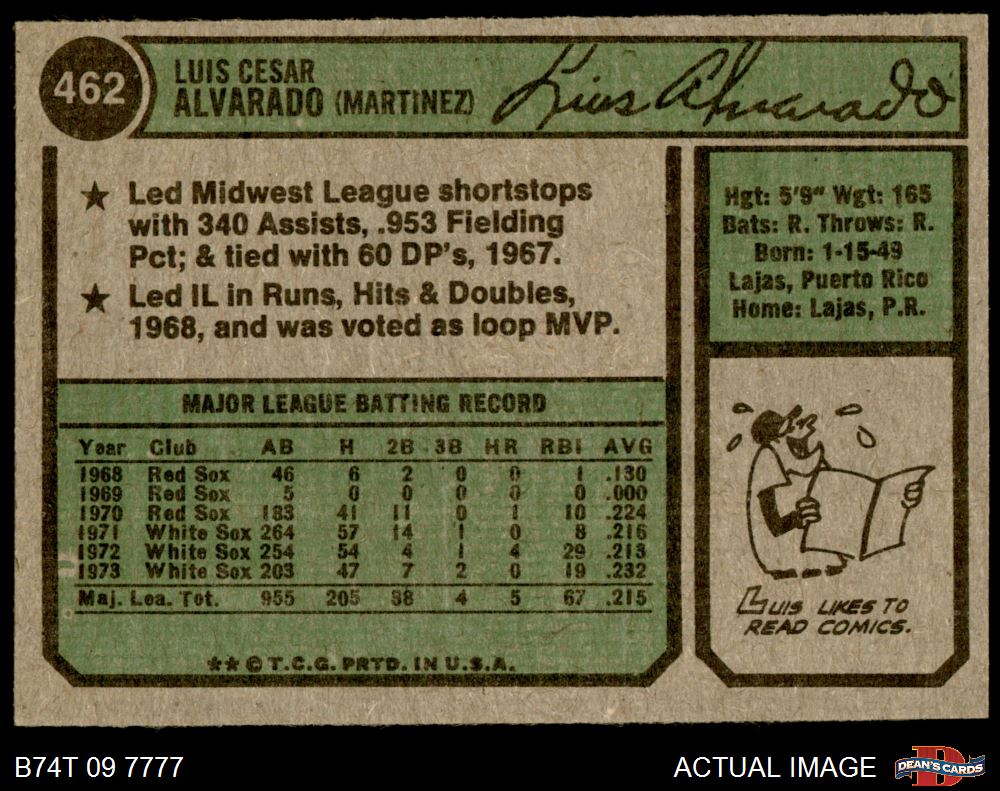 462
LUIS CESAR
ALVARADO (MARTINEZ)
Luis Alvarado
★ Led Midwest League shortstops
with 340 Assists, .953 Fielding
Pct; & tied with 60 DP's, 1967.
★ Led IL in Runs, Hits & Doubles,
1968, and was voted as loop MVP.
Hgt: 5'9" Wgt: 165
Bats: R. Throws: R.
Born: 1-15-49
Lajas, Puerto Rico
Home: Lajas, P.R.
MAJOR LEAGUE BATTING RECORD
Year Club AB H 2B 3B HR RBI AVG
1968 Red Sox 46 6 2 0 0 1 .130
1969 Red Sox 5 0 0 0 0 0 .000
1970 Red Sox 183 41 11 0 1 10 .224
1971 White Sox 264 57 14 1 0 8 .216
1972 White Sox 254 54 4 1 4 29 .213
1973 White Sox 203 47 7 2 0 19 .232
Maj. Lea. Tot. 955 205 38 4 5 67 .215
★★ © T.C.G. PRTD. IN U.S.A.
LUIS LIKES TO
READ COMICS.
B74T 09 7777
ACTUAL IMAGE
DEAN'S CARDS